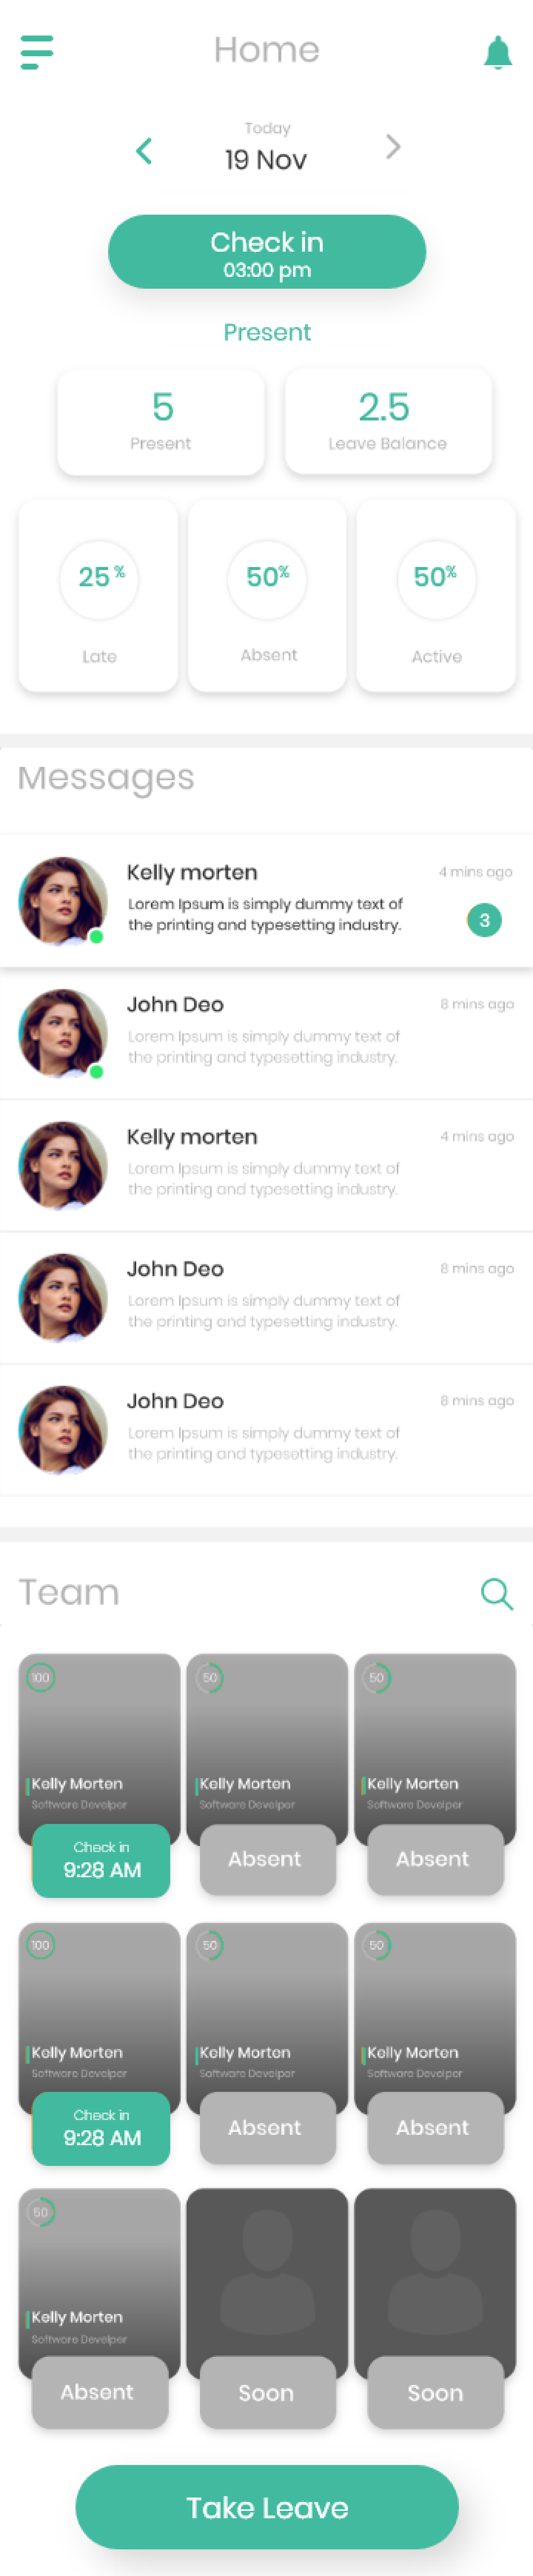 Home
Today
19 Nov
Check in
03:00 pm
Present
5
Present
2.5
Leave Balance
25 %
Late
50%
Absent
50%
Active
Messages
Kelly morten
4 mins ago
Lorem Ipsum is simply dummy text of
the printing and typesetting industry.
3
John Deo
8 mins ago
Lorem Ipsum is simply dummy text of
the printing and typesetting industry.
Kelly morten
4 mins ago
Lorem Ipsum is simply dummy text of
the printing and typesetting industry.
John Deo
8 mins ago
Lorem Ipsum is simply dummy text of
the printing and typesetting industry.
John Deo
8 mins ago
Lorem Ipsum is simply dummy text of
the printing and typesetting industry.
Team
100
Kelly Morten
Software Develper
Check in
9:28 AM
50
Kelly Morten
Software Develper
Absent
50
Kelly Morten
Software Develper
Absent
100
Kelly Morten
Software Develper
Check in
9:28 AM
50
Kelly Morten
Software Develper
Absent
50
Kelly Morten
Software Develper
Absent
50
Kelly Morten
Software Develper
Absent
Soon
Soon
Take Leave